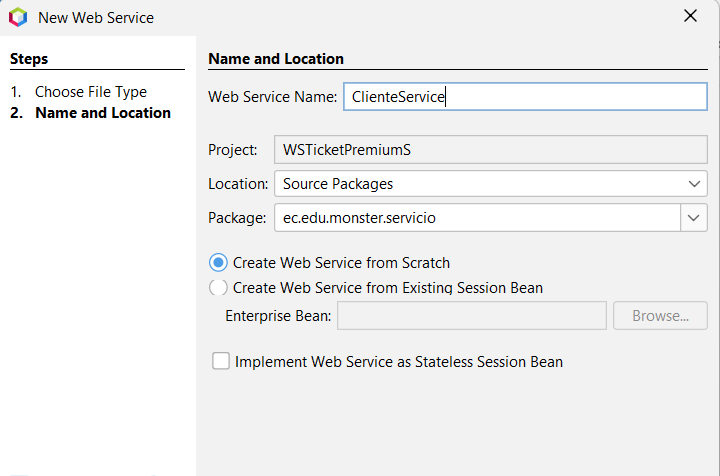 New Web Service
Steps
1. Choose File Type
2. Name and Location
Name and Location
Web Service Name: ClienteService
Project: WSTicketPremiumS
Location: Source Packages
Package: ec.edu.monster.servicio
Create Web Service from Scratch
Create Web Service from Existing Session Bean
Enterprise Bean:
Browse...
Implement Web Service as Stateless Session Bean